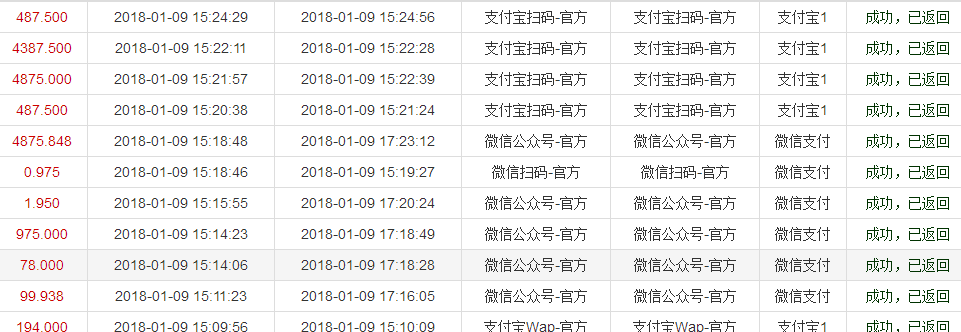 487.500 2018-01-09 15:24:29 2018-01-09 15:24:56 支付宝扫码-官方 支付宝扫码-官方 支付宝1 成功，已返回
4387.500 2018-01-09 15:22:11 2018-01-09 15:22:28 支付宝扫码-官方 支付宝扫码-官方 支付宝1 成功，已返回
4875.000 2018-01-09 15:21:57 2018-01-09 15:22:39 支付宝扫码-官方 支付宝扫码-官方 支付宝1 成功，已返回
487.500 2018-01-09 15:20:38 2018-01-09 15:21:24 支付宝扫码-官方 支付宝扫码-官方 支付宝1 成功，已返回
4875.848 2018-01-09 15:18:48 2018-01-09 17:23:12 微信公众号-官方 微信公众号-官方 微信支付 成功，已返回
0.975 2018-01-09 15:18:46 2018-01-09 15:19:27 微信扫码-官方 微信扫码-官方 微信支付 成功，已返回
1.950 2018-01-09 15:15:55 2018-01-09 17:20:24 微信公众号-官方 微信公众号-官方 微信支付 成功，已返回
975.000 2018-01-09 15:14:23 2018-01-09 17:18:49 微信公众号-官方 微信公众号-官方 微信支付 成功，已返回
78.000 2018-01-09 15:14:06 2018-01-09 17:18:28 微信公众号-官方 微信公众号-官方 微信支付 成功，已返回
99.938 2018-01-09 15:11:23 2018-01-09 17:16:05 微信公众号-官方 微信公众号-官方 微信支付 成功，已返回
194.000 2018-01-09 15:09:56 2018-01-09 15:10:09 支付宝Wap-官方 支付宝Wap-官方 支付宝1 成功，已返回